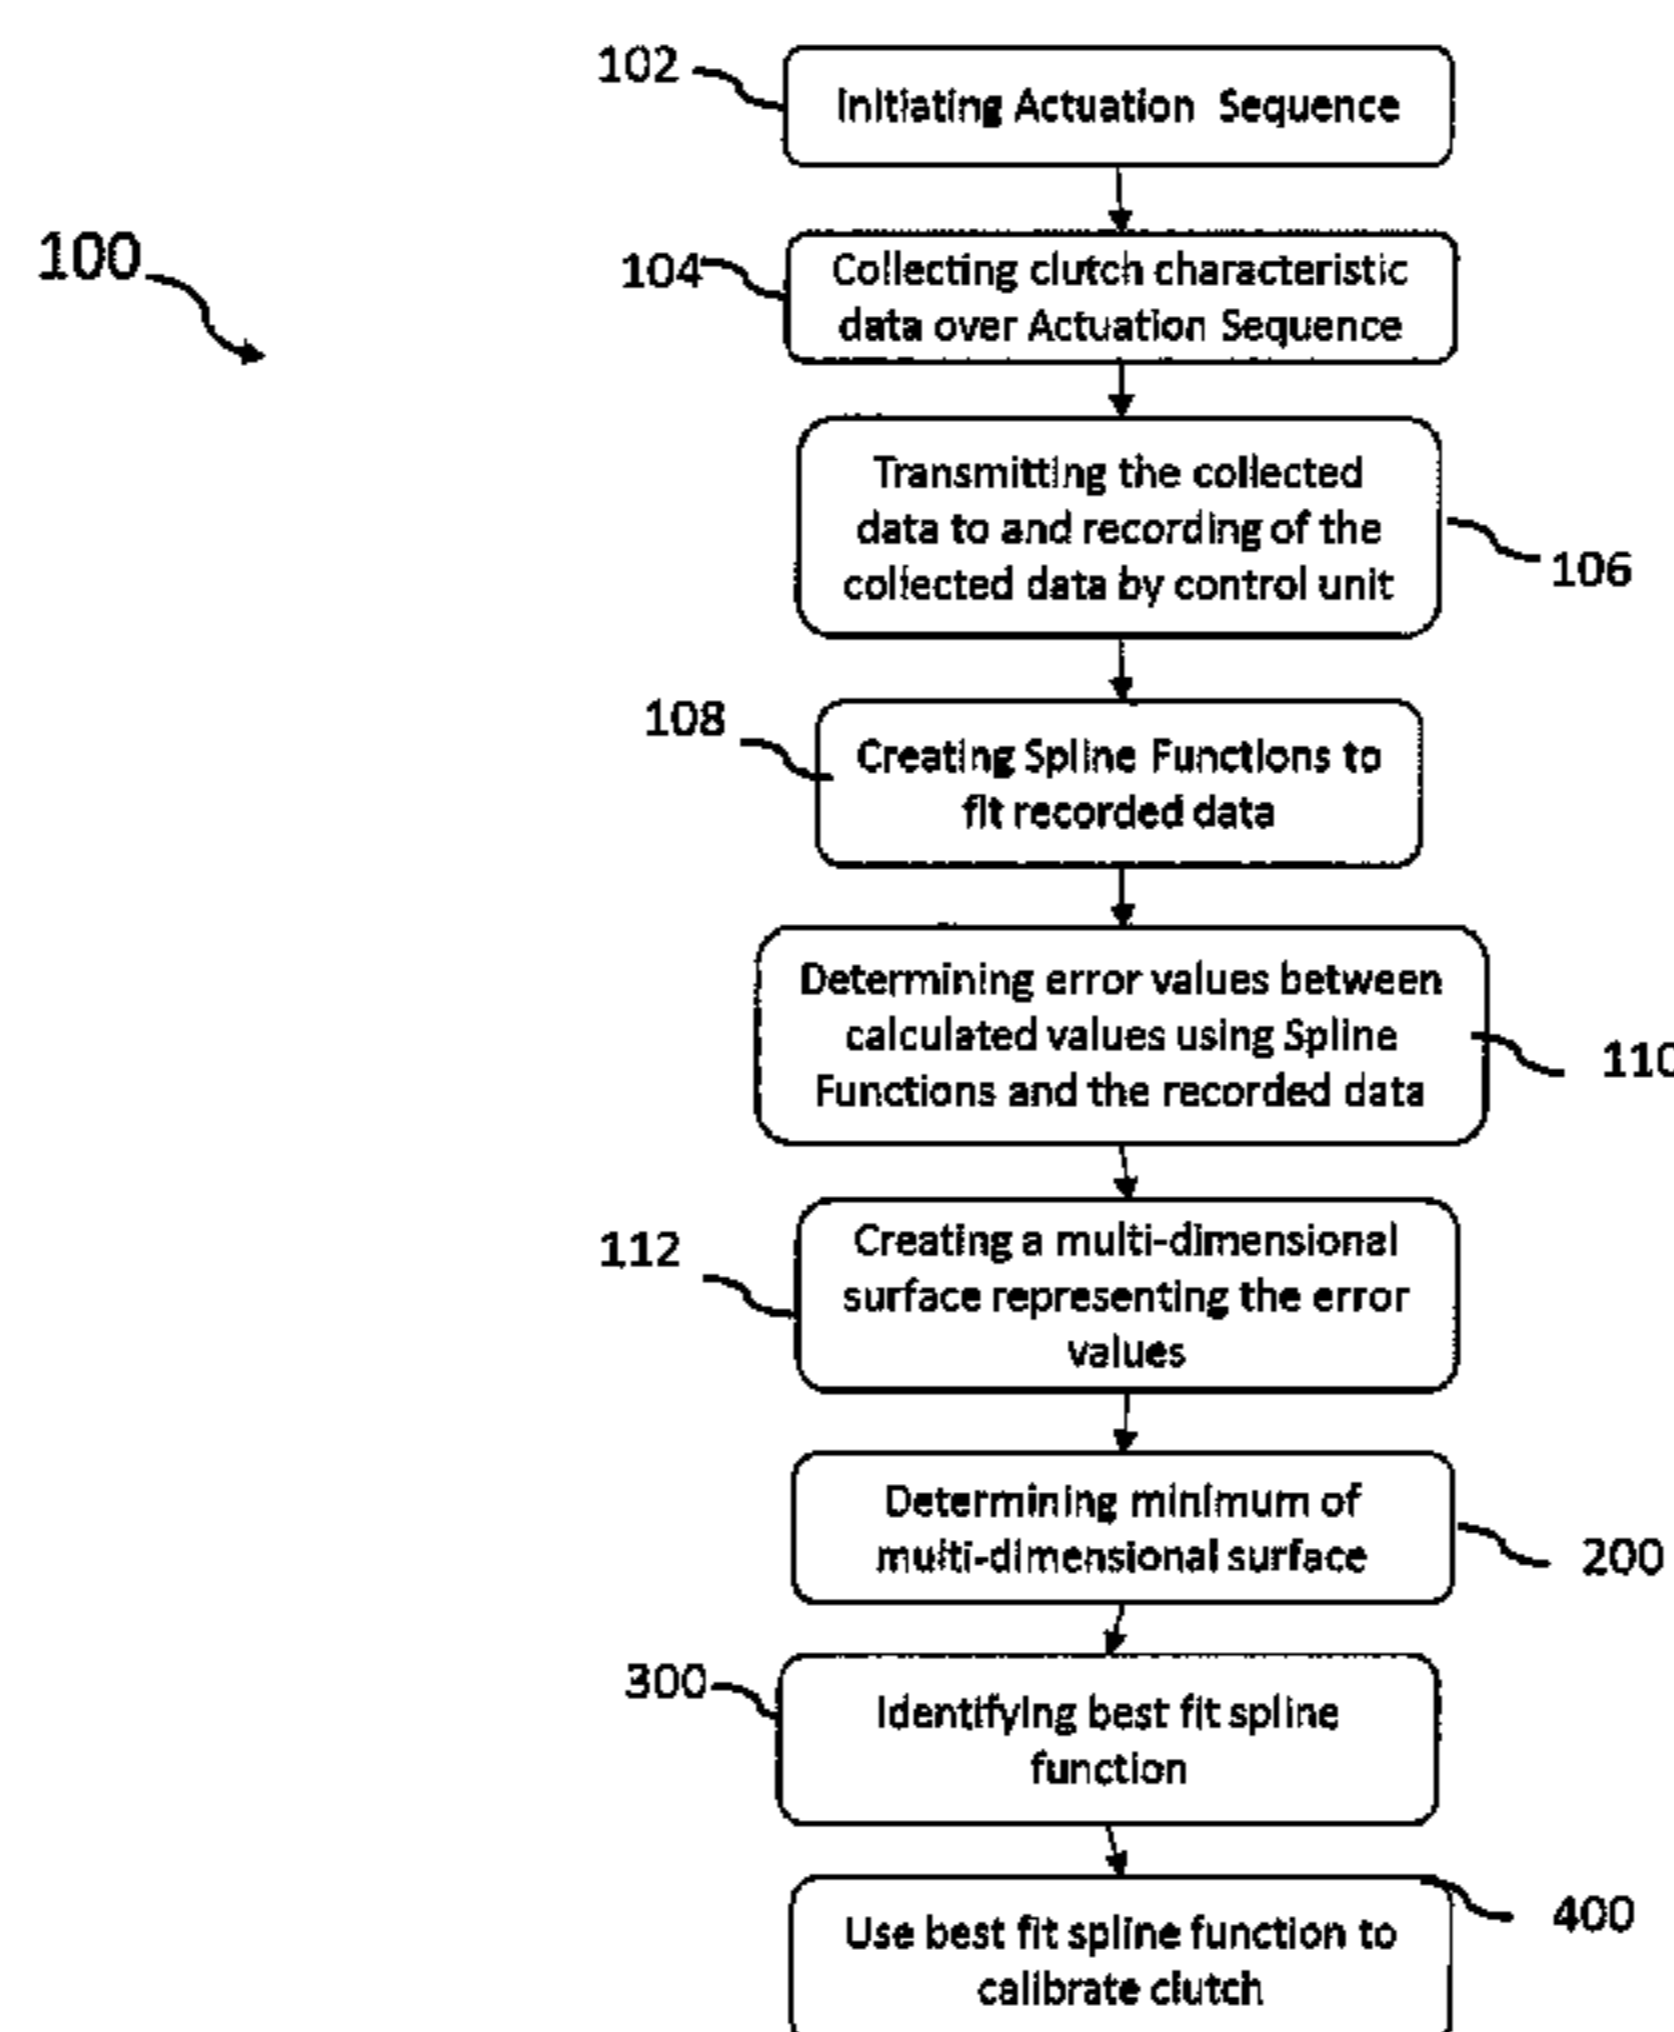 102
Initiating Actuation Sequence
100
104
Collecting clutch characteristic
data over Actuation Sequence
Transmitting the collected
data to and recording of the
collected data by control unit
106
108
Creating Spline Functions to
fit recorded data
Determining error values between
calculated values using Spline
Functions and the recorded data
110
112
Creating a multi-dimensional
surface representing the error
values
Determining minimum of
multi-dimensional surface
200
300
Identifying best fit spline
function
400
Use best fit spline function to
calibrate clutch